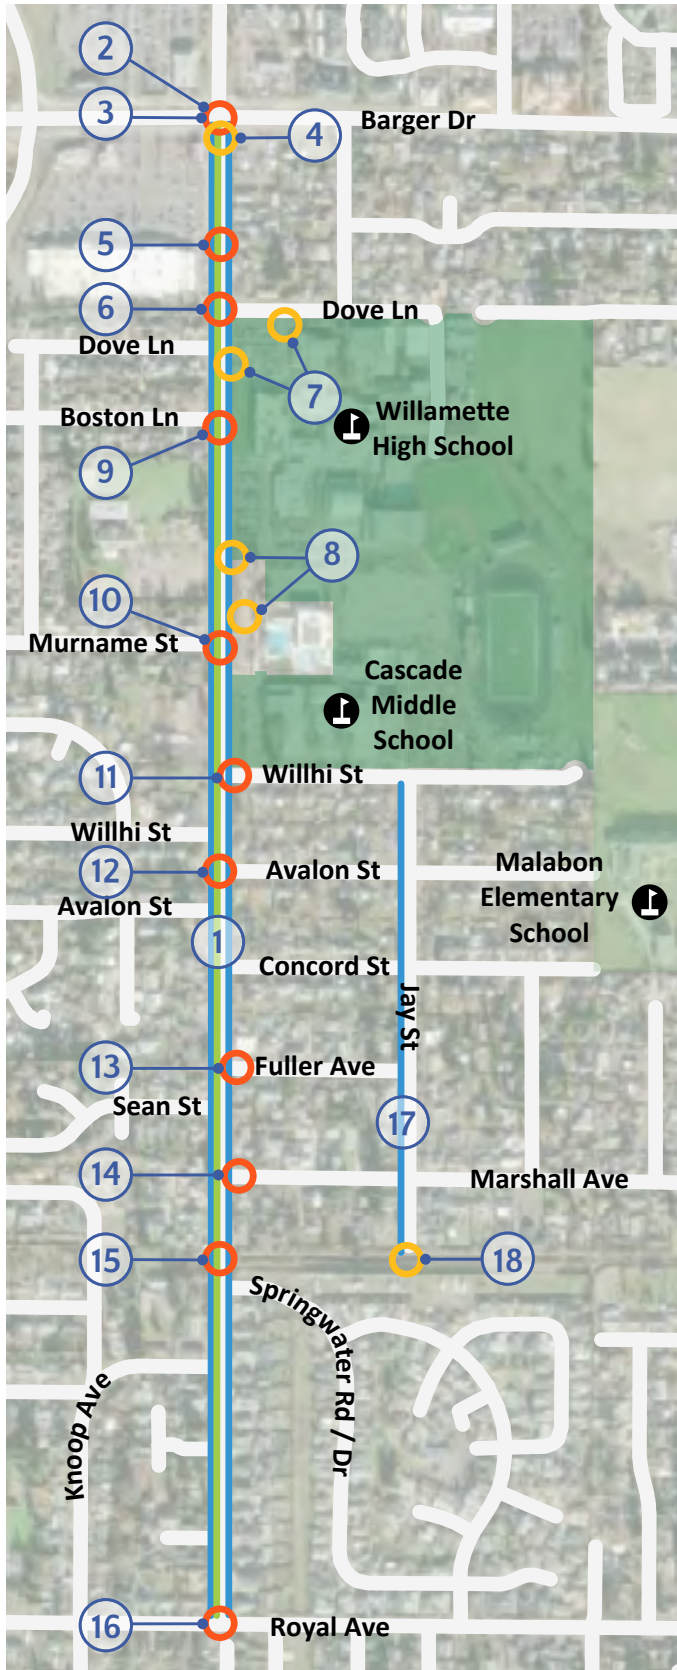 2
3
Barger Dr
4
5
6
Dove Ln
Dove Ln
7
Boston Ln
Willamette
High School
9
8
10
Murname St
Cascade
Middle
School
11
Willhi St
Willhi St
12
Avalon St
Malabon
Elementary
School
Avalon St
1
Concord St
Jay St
13
Fuller Ave
Sean St
17
14
Marshall Ave
15
18
Springwater Rd / Dr
Knoop Ave
16
Royal Ave